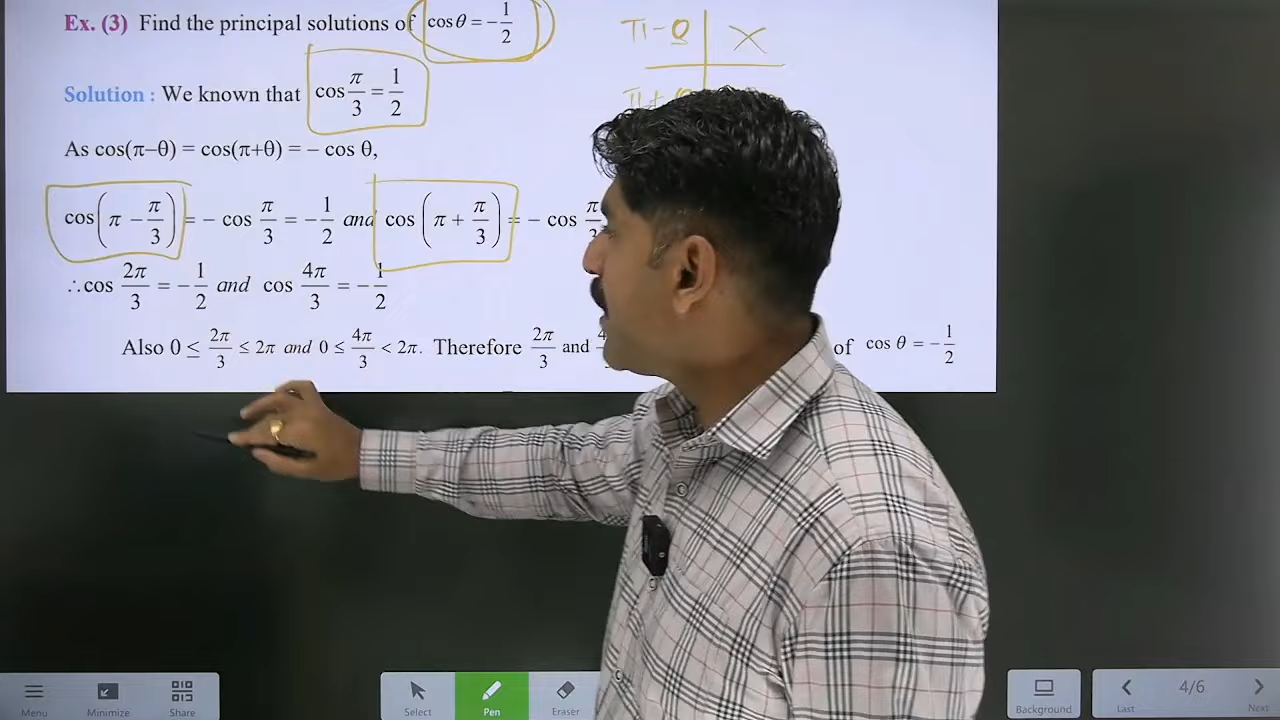 Ex. (3) Find the principal solutions of cosθ = −1/2
π−θ X
π+
Solution : We known that cos π/3 = 1/2
As cos(π−θ) = cos(π+θ) = − cos θ,
cos(π − π/3) = − cos π/3 = −1/2 and cos(π + π/3) = − cos π
∴cos 2π/3 = −1/2 and cos 4π/3 = −1/2
Also 0 ≤ 2π/3 ≤ 2π and 0 ≤ 4π/3 < 2π. Therefore 2π/3 and 4 of cos θ = −1/2
Menu Minimize Share Select Pen Eraser Background Last 4/6 Next